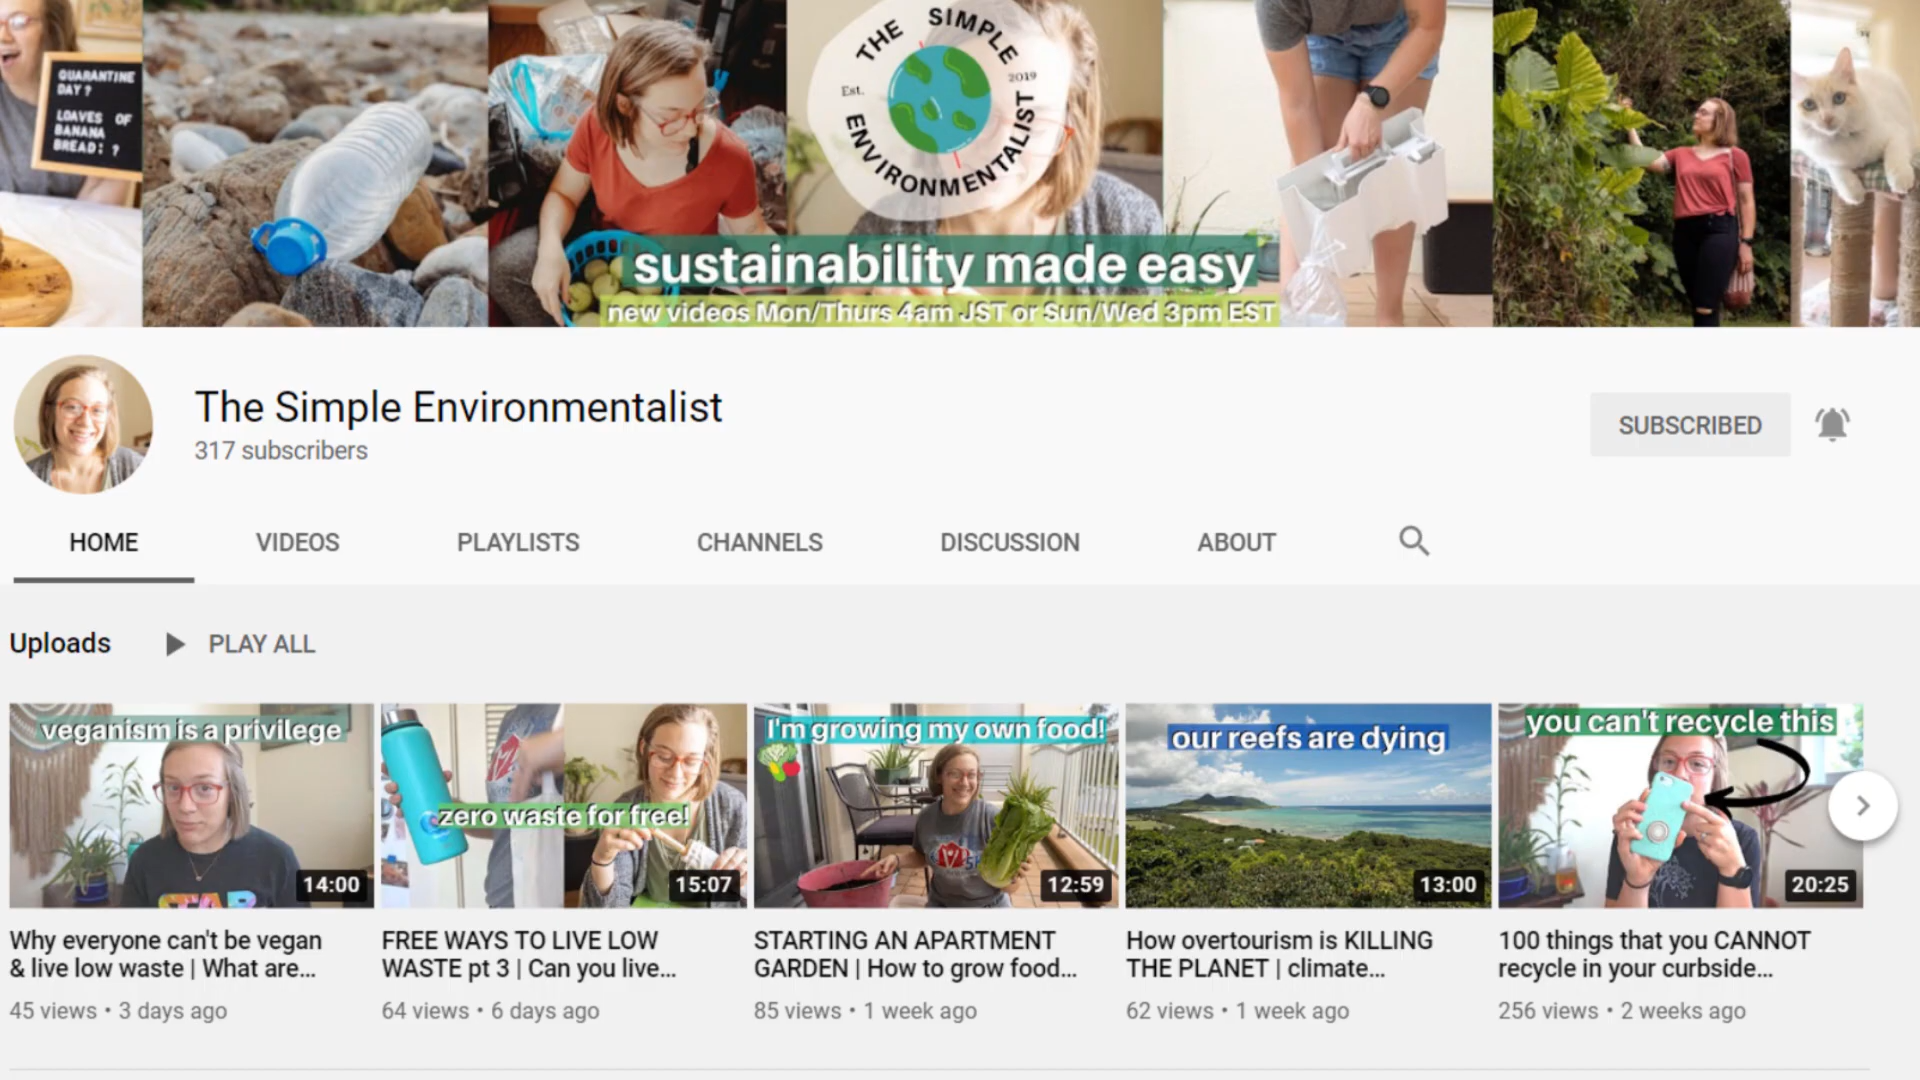 QUARANTINE
DAY ?
LOAVES OF
BANANA
BREAD: ?
THE SIMPLE
Est. 2019
ENVIRONMENTALIST
sustainability made easy
new videos Mon/Thurs 4am JST or Sun/Wed 3pm EST
The Simple Environmentalist
317 subscribers
SUBSCRIBED
HOME VIDEOS PLAYLISTS CHANNELS DISCUSSION ABOUT
Uploads PLAY ALL
veganism is a privilege
14:00
Why everyone can't be vegan
& live low waste | What are...
45 views • 3 days ago
zero waste for free!
15:07
FREE WAYS TO LIVE LOW
WASTE pt 3 | Can you live...
64 views • 6 days ago
I'm growing my own food!
12:59
STARTING AN APARTMENT
GARDEN | How to grow food...
85 views • 1 week ago
our reefs are dying
13:00
How overtourism is KILLING
THE PLANET | climate...
62 views • 1 week ago
you can't recycle this
20:25
100 things that you CANNOT
recycle in your curbside...
256 views • 2 weeks ago